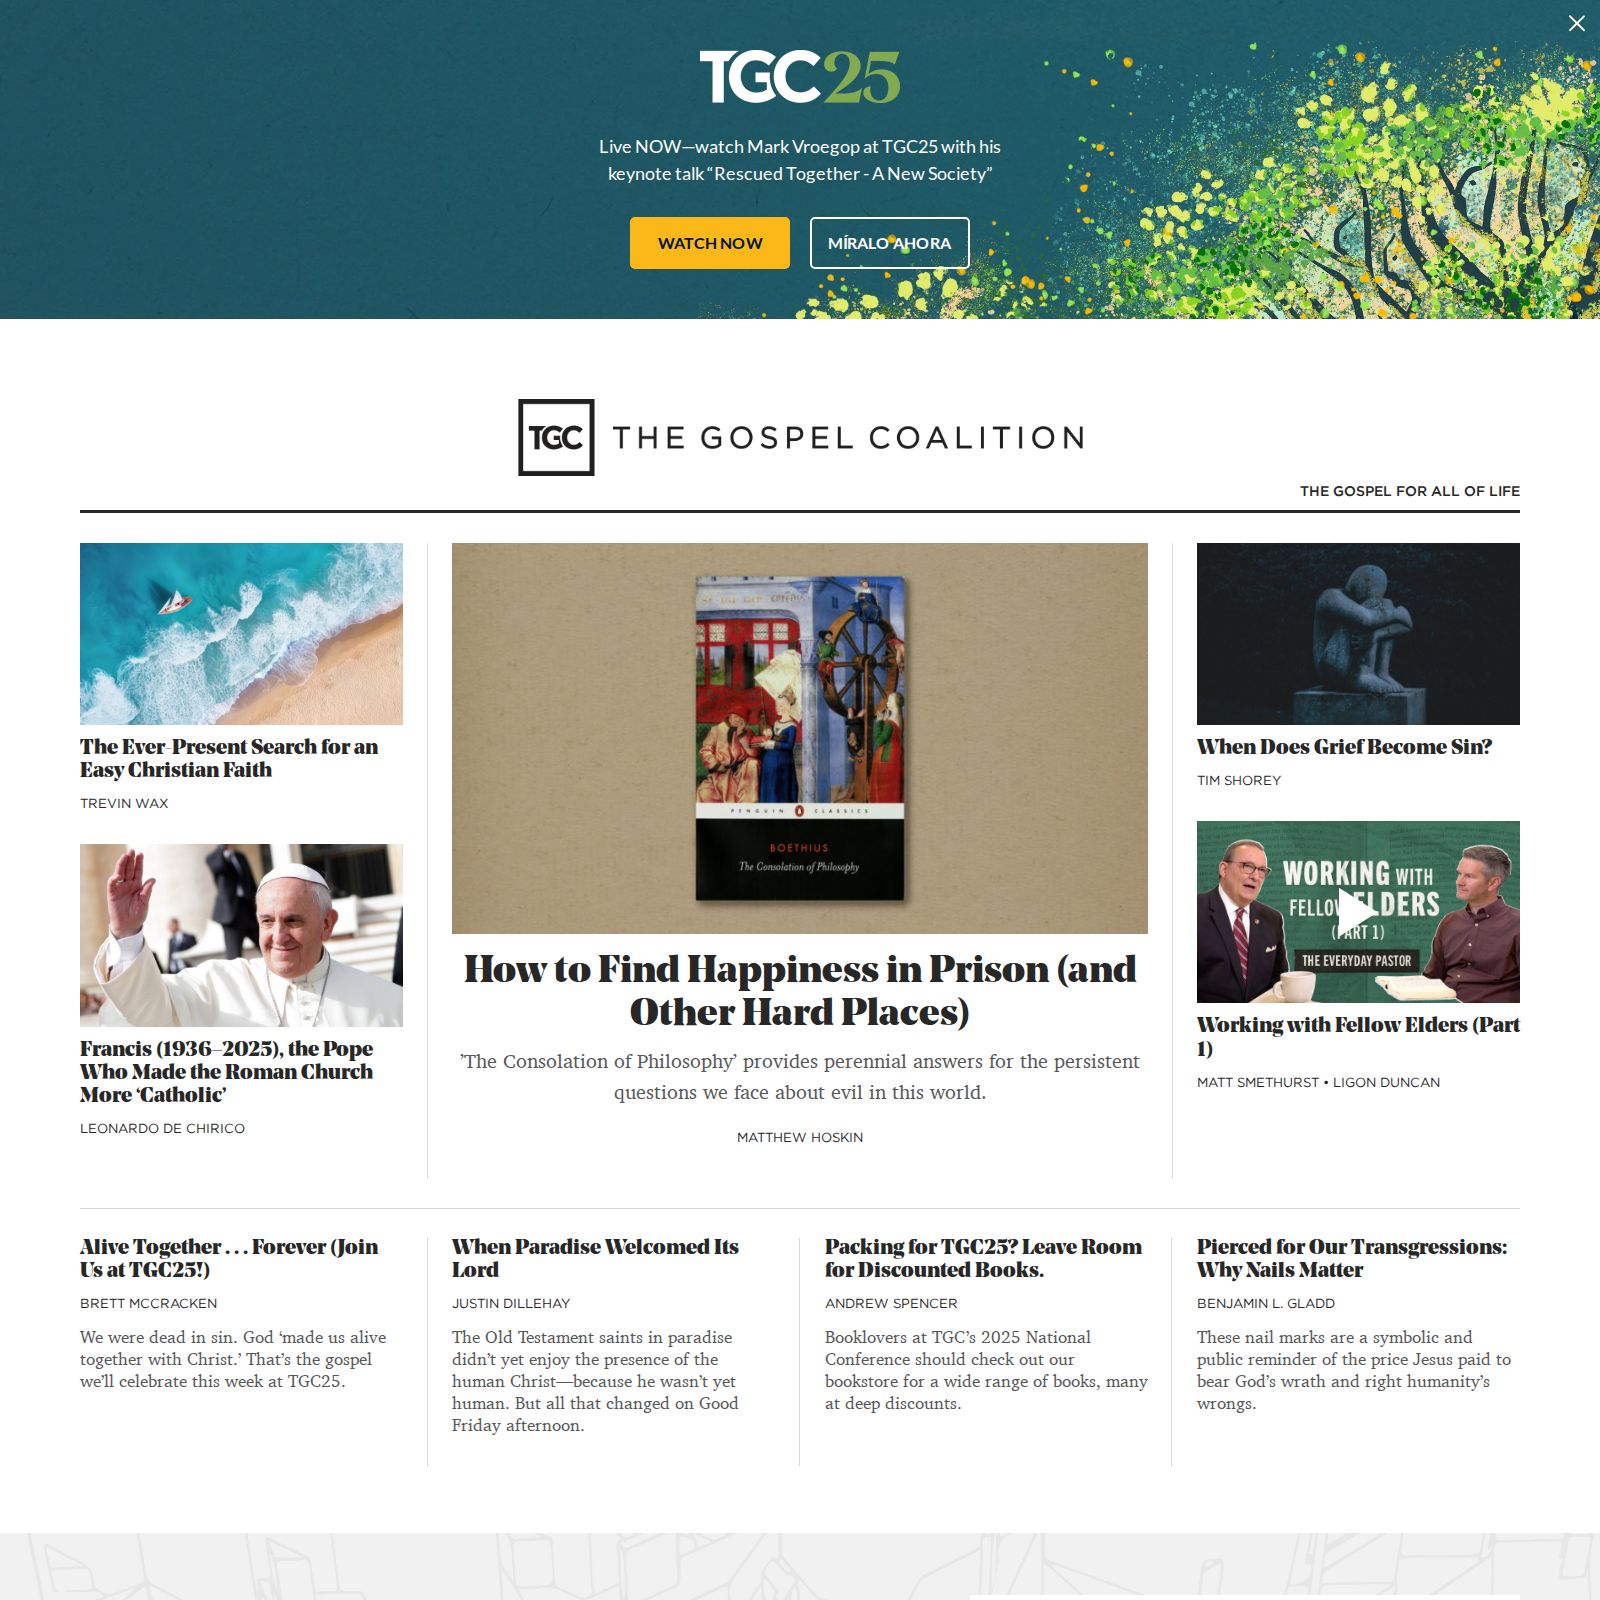 TGC25
Live NOW—watch Mark Vroegop at TGC25 with his
keynote talk “Rescued Together - A New Society”
WATCH NOW
MÍRALO AHORA
TGC
THE GOSPEL COALITION
THE GOSPEL FOR ALL OF LIFE
The Ever-Present Search for an
Easy Christian Faith
TREVIN WAX
Francis (1936–2025), the Pope
Who Made the Roman Church
More ‘Catholic’
LEONARDO DE CHIRICO
PENGUIN CLASSICS
BOETHIUS
The Consolation of Philosophy
How to Find Happiness in Prison (and
Other Hard Places)
’The Consolation of Philosophy’ provides perennial answers for the persistent
questions we face about evil in this world.
MATTHEW HOSKIN
When Does Grief Become Sin?
TIM SHOREY
WORKING WITH
FELLOW ELDERS
(PART 1)
THE EVERYDAY PASTOR
Working with Fellow Elders (Part
1)
MATT SMETHURST • LIGON DUNCAN
Alive Together . . . Forever (Join
Us at TGC25!)
BRETT MCCRACKEN
We were dead in sin. God ‘made us alive
together with Christ.’ That’s the gospel
we’ll celebrate this week at TGC25.
When Paradise Welcomed Its
Lord
JUSTIN DILLEHAY
The Old Testament saints in paradise
didn’t yet enjoy the presence of the
human Christ—because he wasn’t yet
human. But all that changed on Good
Friday afternoon.
Packing for TGC25? Leave Room
for Discounted Books.
ANDREW SPENCER
Booklovers at TGC’s 2025 National
Conference should check out our
bookstore for a wide range of books, many
at deep discounts.
Pierced for Our Transgressions:
Why Nails Matter
BENJAMIN L. GLADD
These nail marks are a symbolic and
public reminder of the price Jesus paid to
bear God’s wrath and right humanity’s
wrongs.